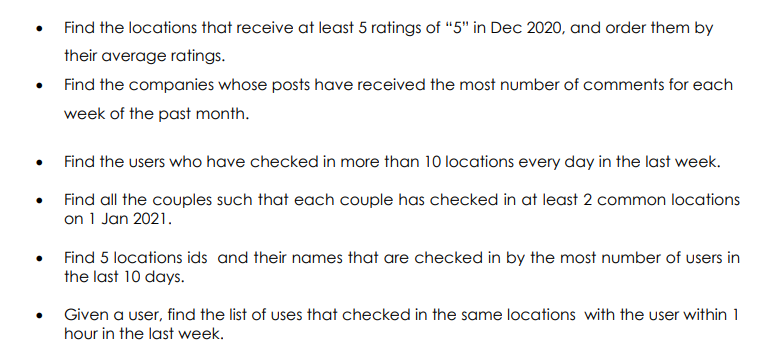 • Find the locations that receive at least 5 ratings of “5” in Dec 2020, and order them by
their average ratings.
• Find the companies whose posts have received the most number of comments for each
week of the past month.
• Find the users who have checked in more than 10 locations every day in the last week.
• Find all the couples such that each couple has checked in at least 2 common locations
on 1 Jan 2021.
• Find 5 locations ids and their names that are checked in by the most number of users in
the last 10 days.
• Given a user, find the list of uses that checked in the same locations with the user within 1
hour in the last week.